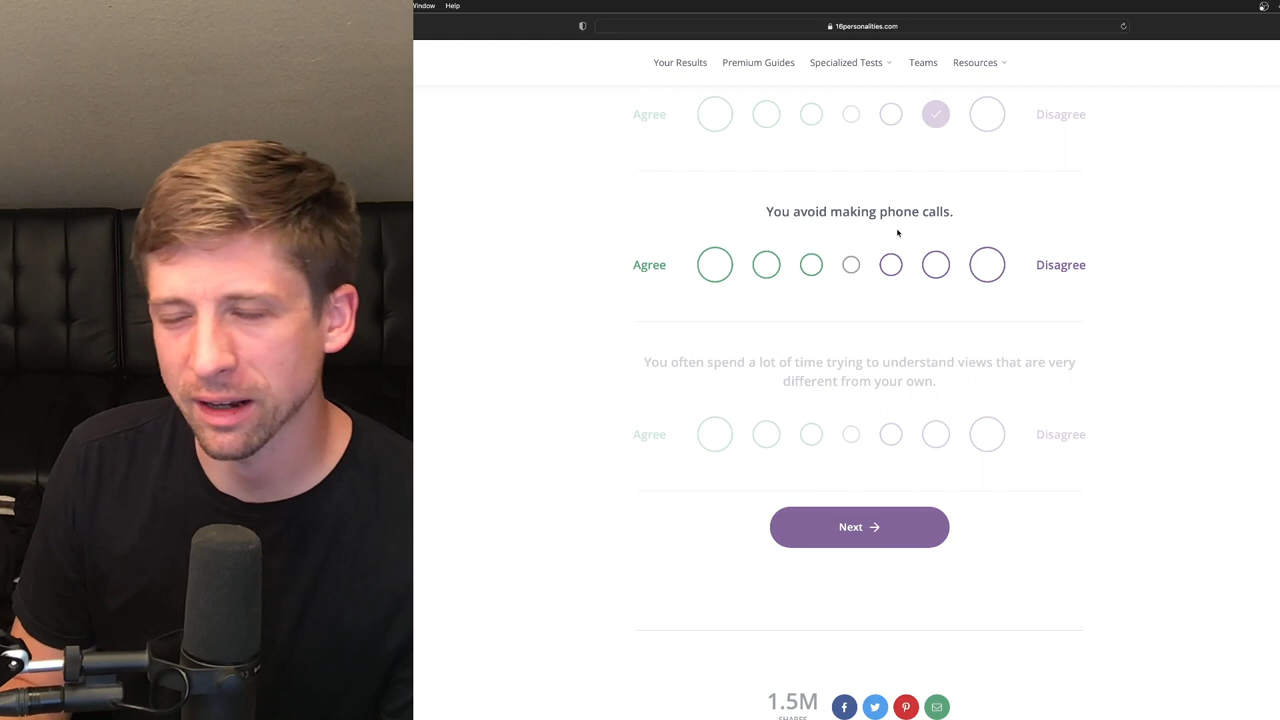 Window Help
16personalities.com
Your Results Premium Guides Specialized Tests Teams Resources
Agree Disagree
You avoid making phone calls.
Agree Disagree
You often spend a lot of time trying to understand views that are very
different from your own.
Agree Disagree
Next →
1.5M
SHARES